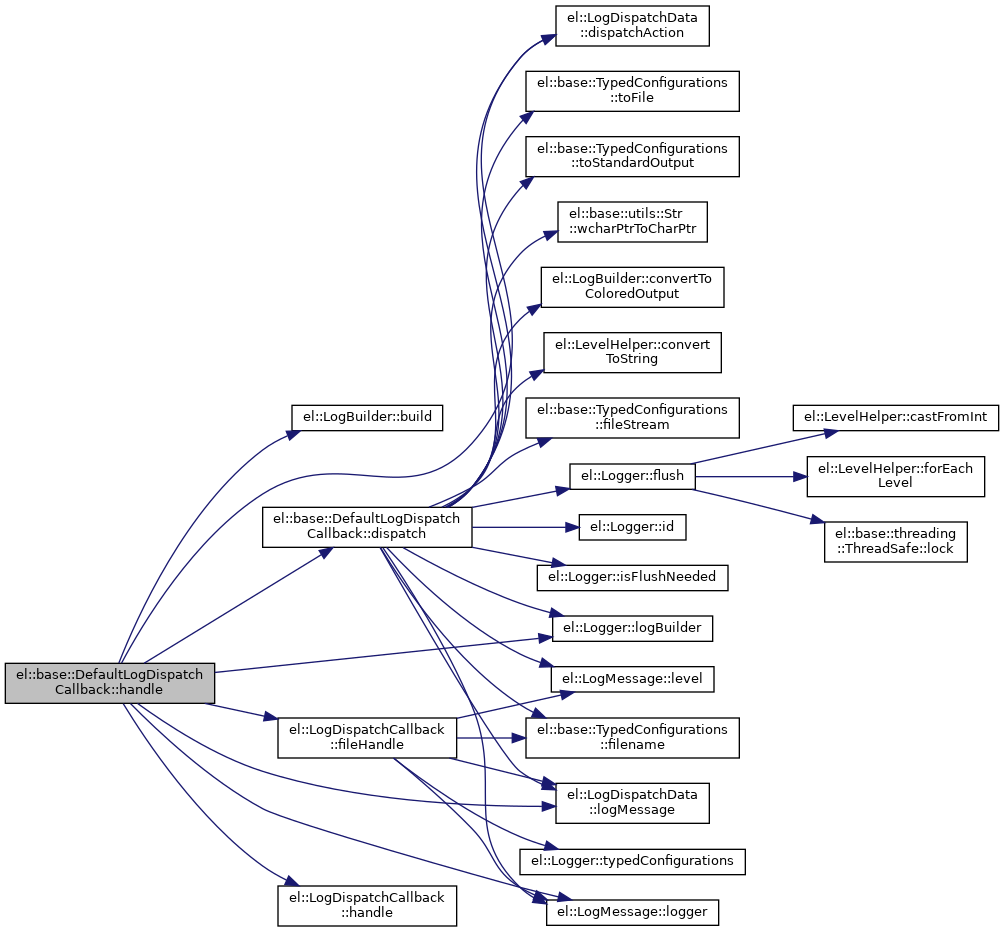 el::LogDispatchData
::dispatchAction
el::base::TypedConfigurations
::toFile
el::base::TypedConfigurations
::toStandardOutput
el::base::utils::Str
::wcharPtrToCharPtr
el::LogBuilder::convertTo
ColoredOutput
el::LevelHelper::convert
ToString
el::LogBuilder::build
el::base::TypedConfigurations
::fileStream
el::LevelHelper::castFromInt
el::Logger::flush
el::LevelHelper::forEach
Level
el::base::DefaultLogDispatch
Callback::dispatch
el::Logger::id
el::base::threading
::ThreadSafe::lock
el::Logger::isFlushNeeded
el::Logger::logBuilder
el::base::DefaultLogDispatch
Callback::handle
el::LogMessage::level
el::LogDispatchCallback
::fileHandle
el::base::TypedConfigurations
::filename
el::LogDispatchData
::logMessage
el::Logger::typedConfigurations
el::LogDispatchCallback
::handle
el::LogMessage::logger